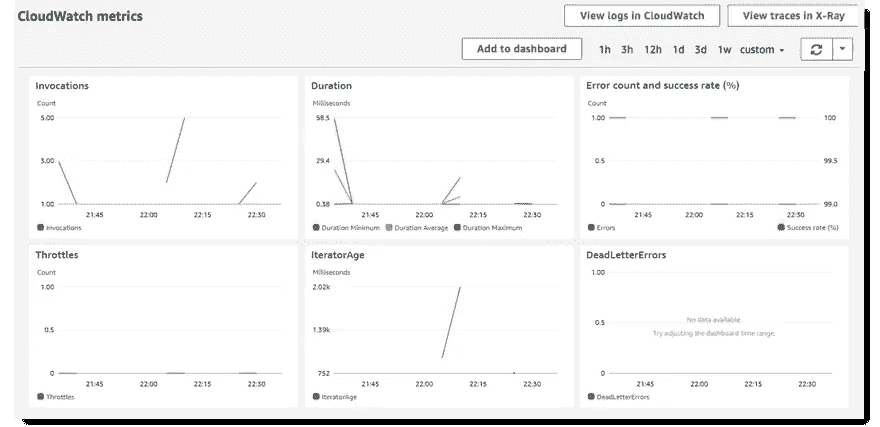 CloudWatch metrics
View logs in CloudWatch
View traces in X-Ray
Add to dashboard
1h 3h 12h 1d 3d 1w custom
Invocations
Count
5.00
3.00
1.00
21:45 22:00 22:15 22:30
Invocations
Duration
Milliseconds
58.5
29.4
0.38
21:45 22:00 22:15 22:30
Duration Minimum Duration Average Duration Maximum
Error count and success rate (%)
Count
1.00 100
0.5 99.5
0 99.0
21:45 22:00 22:15 22:30
Errors Success rate (%)
Throttles
Count
1.00
0.5
0
21:45 22:00 22:15 22:30
Throttles
IteratorAge
Milliseconds
2.02k
1.39k
752
21:45 22:00 22:15 22:30
IteratorAge
DeadLetterErrors
Count
1.00
0.5
0
No data available.
Try adjusting the dashboard time range.
21:45 22:00 22:15 22:30
DeadLetterErrors